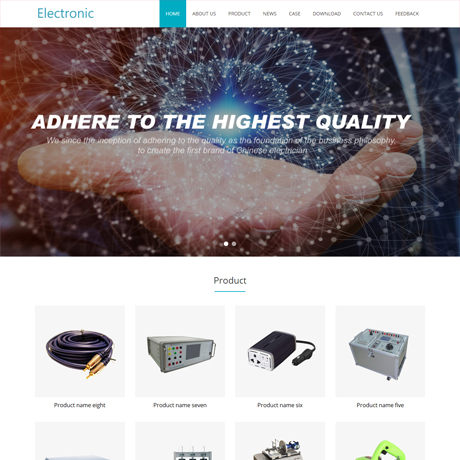 Electronic
HOME ABOUT US PRODUCT NEWS CASE DOWNLOAD CONTACT US FEEDBACK
ADHERE TO THE HIGHEST QUALITY
We since the inception of adhering to the quality as the foundation of the business philosophy,
to create the first brand of Chinese electrician
Product
Product name eight Product name seven Product name six Product name five